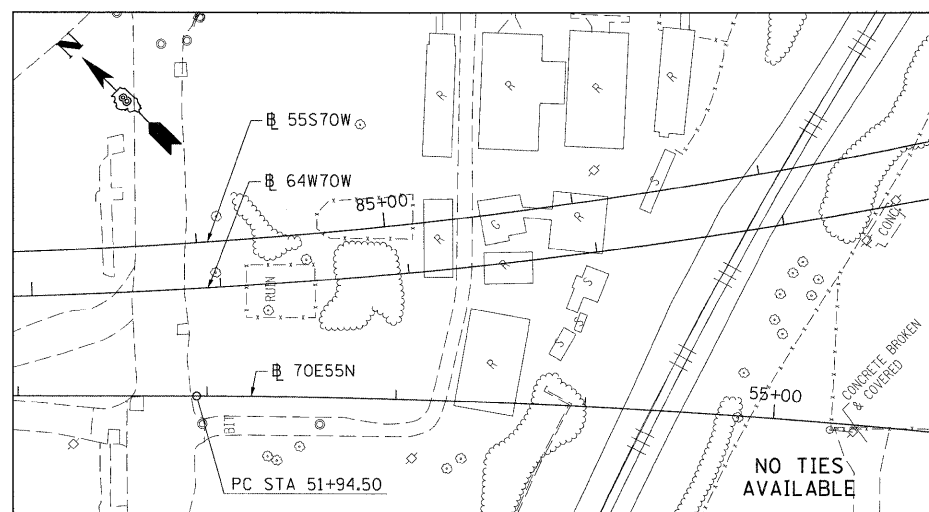 N
R
R
R
R
S
℄ 55S70W
℄ 64W70W
85+00
R
G
R
R
CONC.
RUIN
S
S
S
R
℄ 70E55N
BIT
55+00
CONCRETE BROKEN
& COVERED
PC STA 51+94.50
NO TIES
AVAILABLE